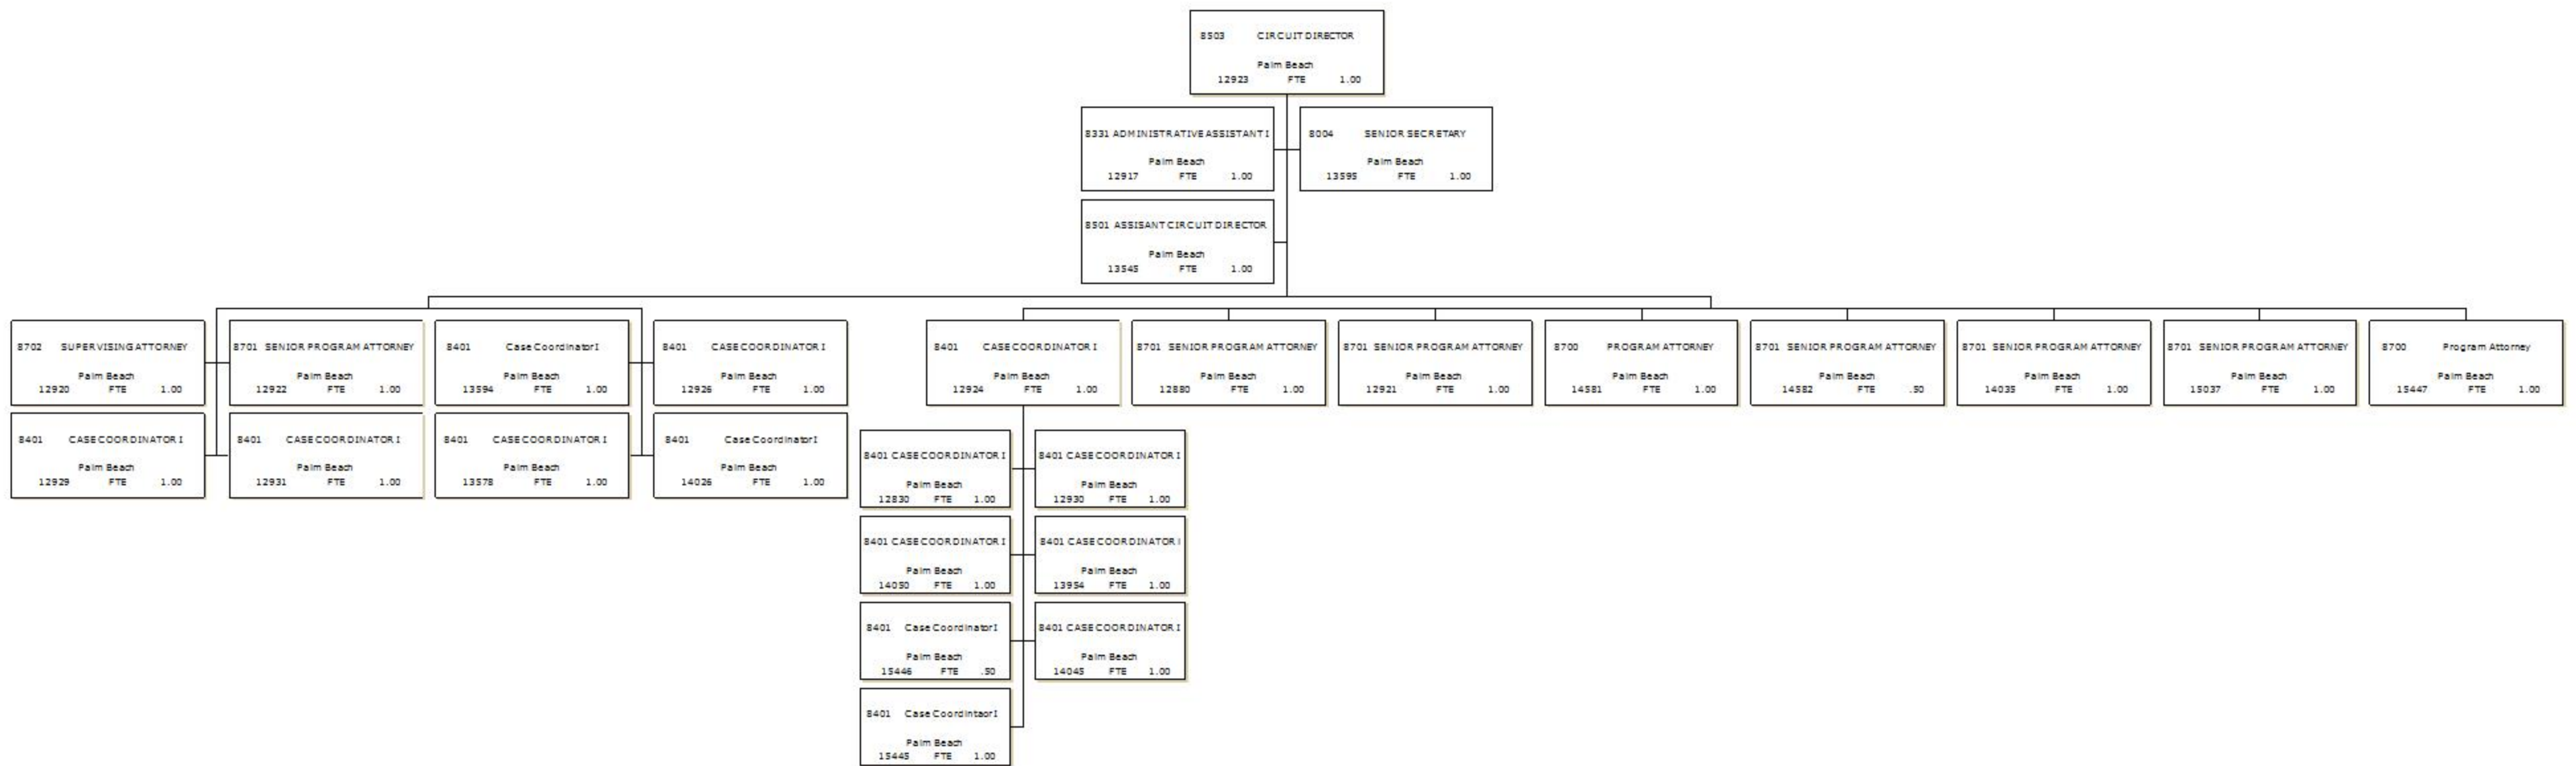 8503 CIRCUIT DIRECTOR
Palm Beach
12923 FTE 1.00
8331 ADMINISTRATIVE ASSISTANT I
Palm Beach
12917 FTE 1.00
8004 SENIOR SECRETARY
Palm Beach
13595 FTE 1.00
8501 ASSISANT CIRCUIT DIRECTOR
Palm Beach
13545 FTE 1.00
8702 SUPERVISING ATTORNEY
Palm Beach
12920 FTE 1.00
8701 SENIOR PROGRAM ATTORNEY
Palm Beach
12922 FTE 1.00
8401 Case Coordinator I
Palm Beach
13594 FTE 1.00
8401 CASE COORDINATOR I
Palm Beach
12926 FTE 1.00
8401 CASE COORDINATOR I
Palm Beach
12924 FTE 1.00
8701 SENIOR PROGRAM ATTORNEY
Palm Beach
12880 FTE 1.00
8701 SENIOR PROGRAM ATTORNEY
Palm Beach
12921 FTE 1.00
8700 PROGRAM ATTORNEY
Palm Beach
14581 FTE 1.00
8701 SENIOR PROGRAM ATTORNEY
Palm Beach
14582 FTE .50
8701 SENIOR PROGRAM ATTORNEY
Palm Beach
14035 FTE 1.00
8701 SENIOR PROGRAM ATTORNEY
Palm Beach
15037 FTE 1.00
8700 Program Attorney
Palm Beach
15447 FTE 1.00
8401 CASE COORDINATOR I
Palm Beach
12929 FTE 1.00
8401 CASE COORDINATOR I
Palm Beach
12931 FTE 1.00
8401 CASE COORDINATOR I
Palm Beach
13578 FTE 1.00
8401 Case Coordinator I
Palm Beach
14026 FTE 1.00
8401 CASE COORDINATOR I
Palm Beach
12830 FTE 1.00
8401 CASE COORDINATOR I
Palm Beach
12930 FTE 1.00
8401 CASE COORDINATOR I
Palm Beach
14050 FTE 1.00
8401 CASE COORDINATOR I
Palm Beach
13954 FTE 1.00
8401 Case Coordinator I
Palm Beach
15446 FTE .50
8401 CASE COORDINATOR I
Palm Beach
14045 FTE 1.00
8401 Case Coordintaor I
Palm Beach
15445 FTE 1.00